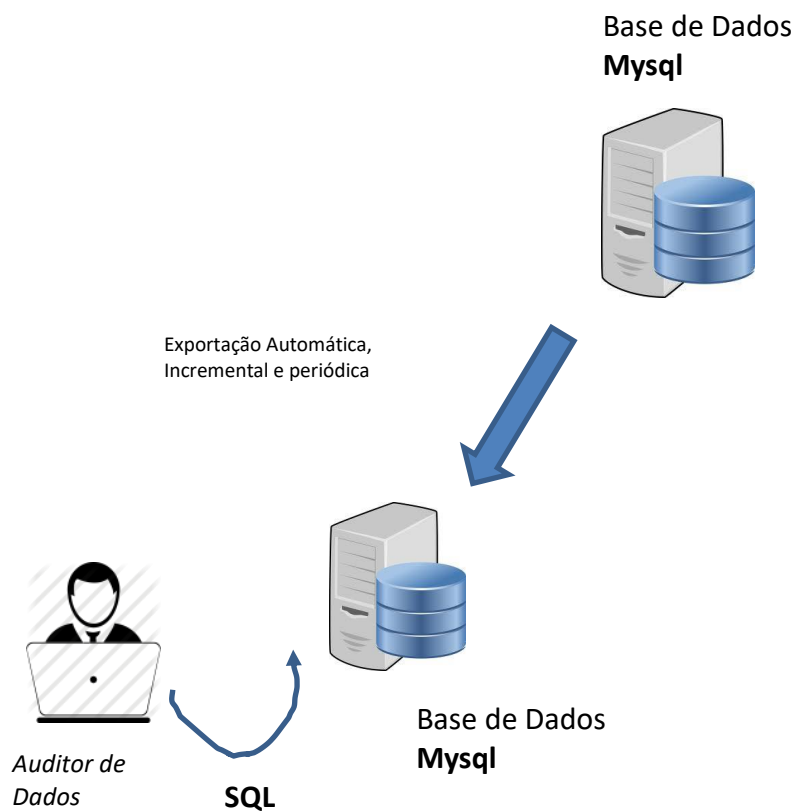 Base de Dados
Mysql
Exportação Automática,
Incremental e periódica
Base de Dados
Mysql
Auditor de
Dados
SQL